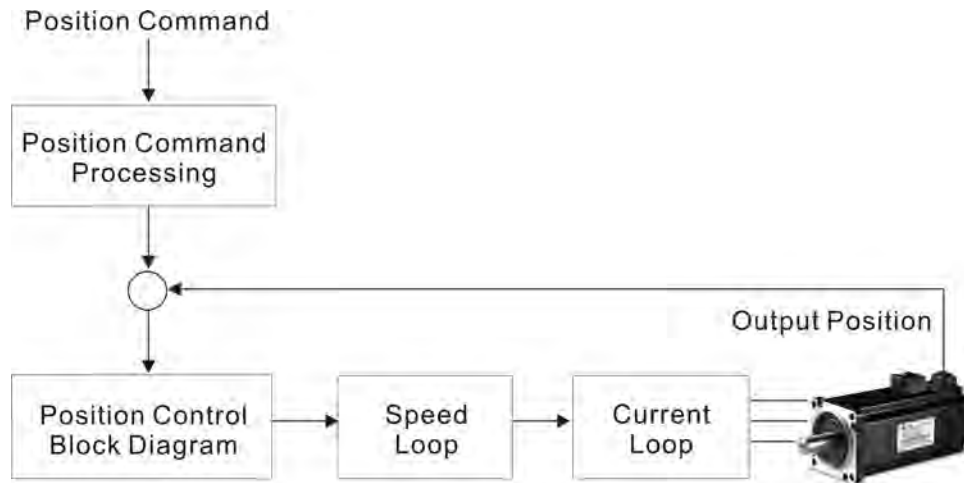 Position Command
Position Command
Processing
Output Position
Position Control
Block Diagram
Speed
Loop
Current
Loop